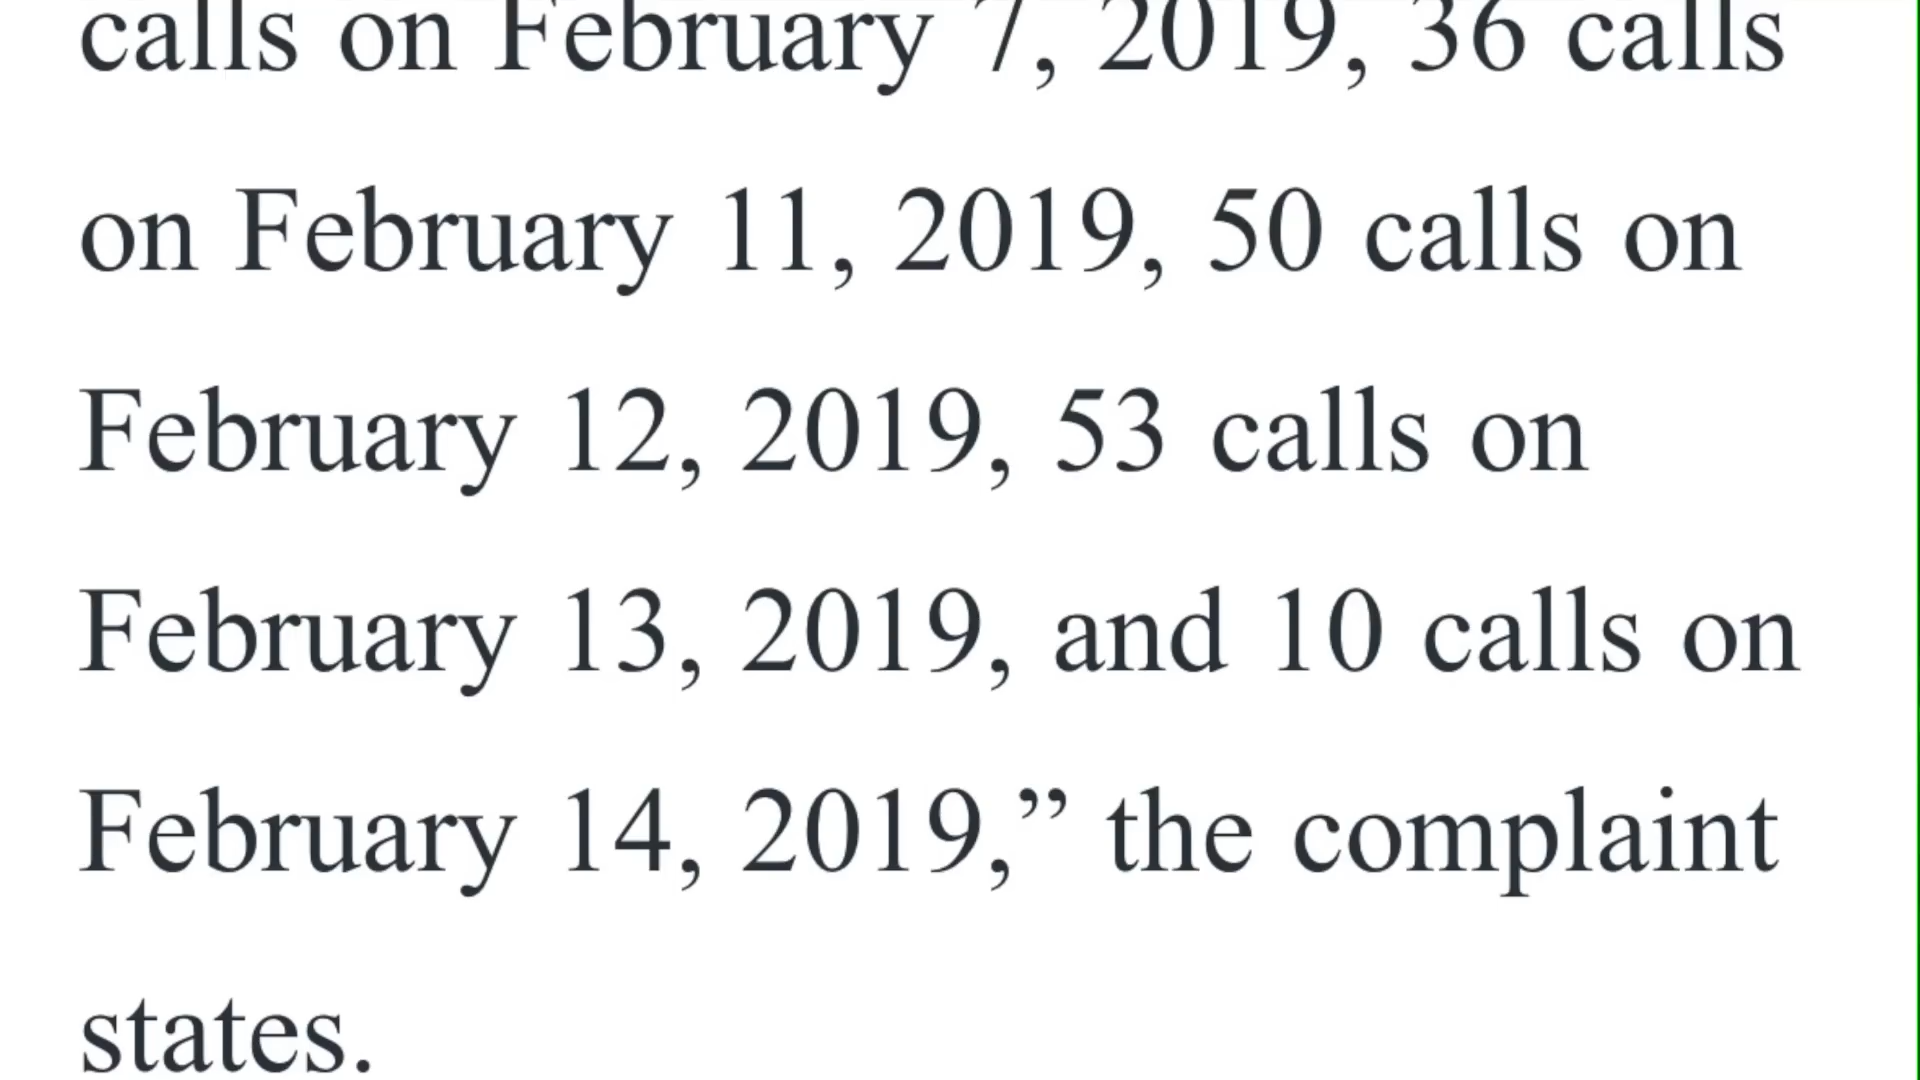 calls on February 7, 2019, 36 calls
on February 11, 2019, 50 calls on
February 12, 2019, 53 calls on
February 13, 2019, and 10 calls on
February 14, 2019,” the complaint
states.